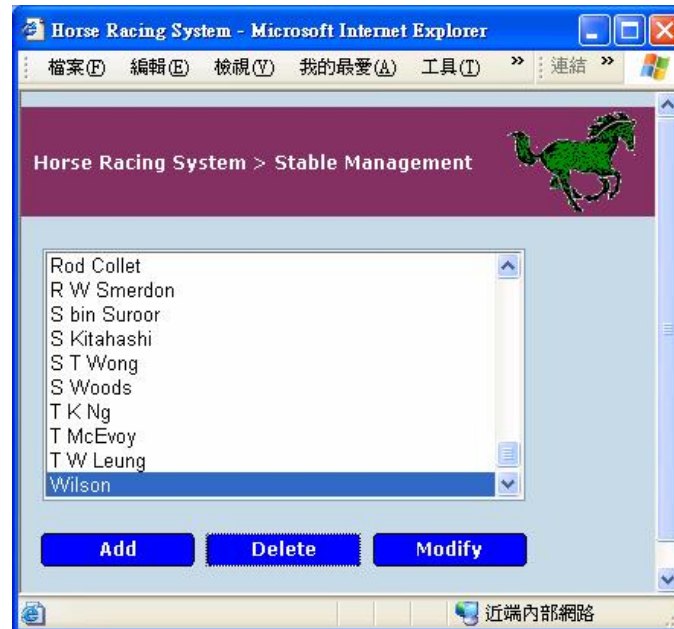 Horse Racing System - Microsoft Internet Explorer
檔案(F) 編輯(E) 檢視(V) 我的最愛(A) 工具(T) » 連結 »
Horse Racing System > Stable Management
Rod Collet
R W Smerdon
S bin Suroor
S Kitahashi
S T Wong
S Woods
T K Ng
T McEvoy
T W Leung
Wilson
Add Delete Modify
近端內部網路